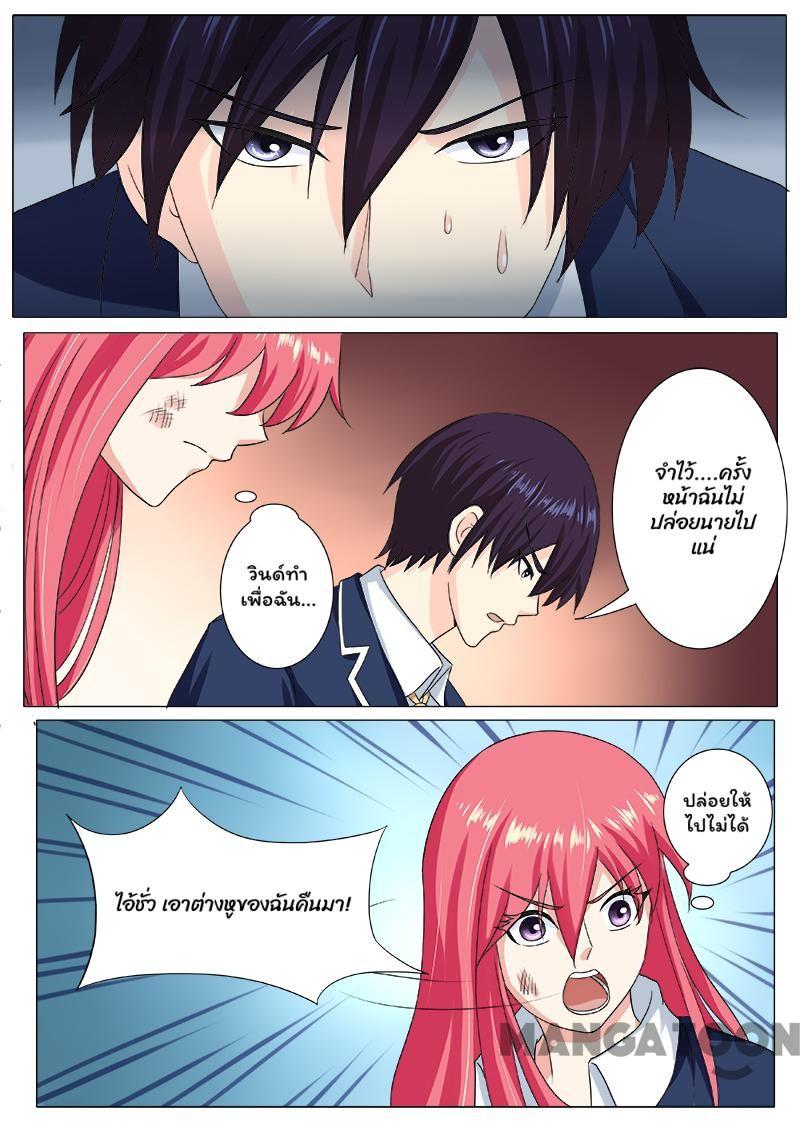 จำไว้....ครั้ง
หน้าฉันไม่
ปล่อยนายไป
แน่
วินด์ทำ
เพื่อฉัน...
ปล่อยให้
ไปไม่ได้
ไอ้ชั่ว เอาต่างหูของฉันคืนมา!
MANGATOON